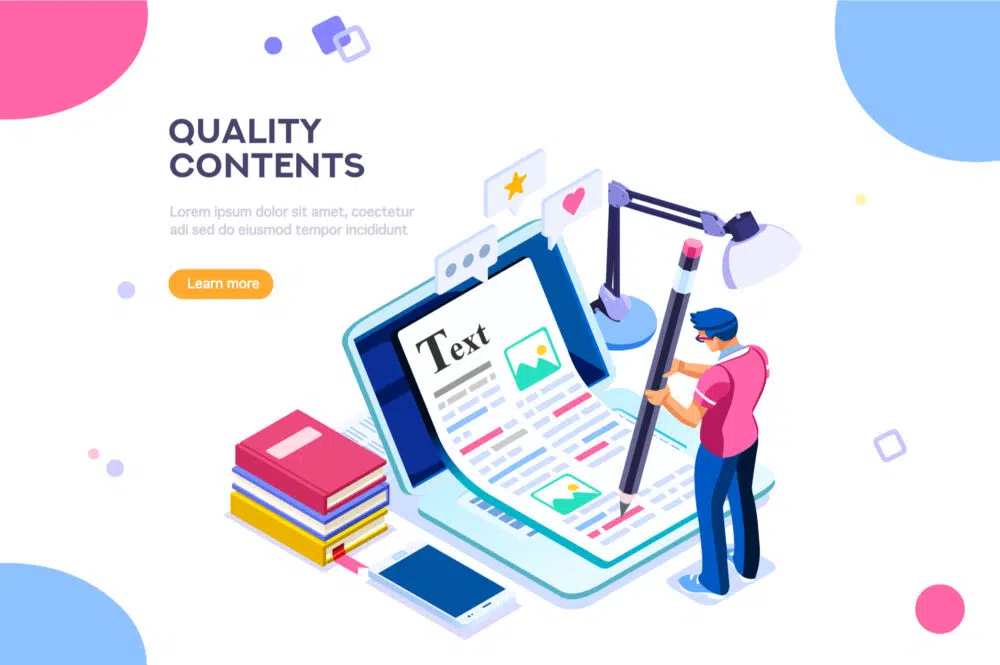 QUALITY
CONTENTS
Lorem ipsum dolor sit amet, coectetur
adi sed do eiusmod tempor incididunt
Learn more
Text